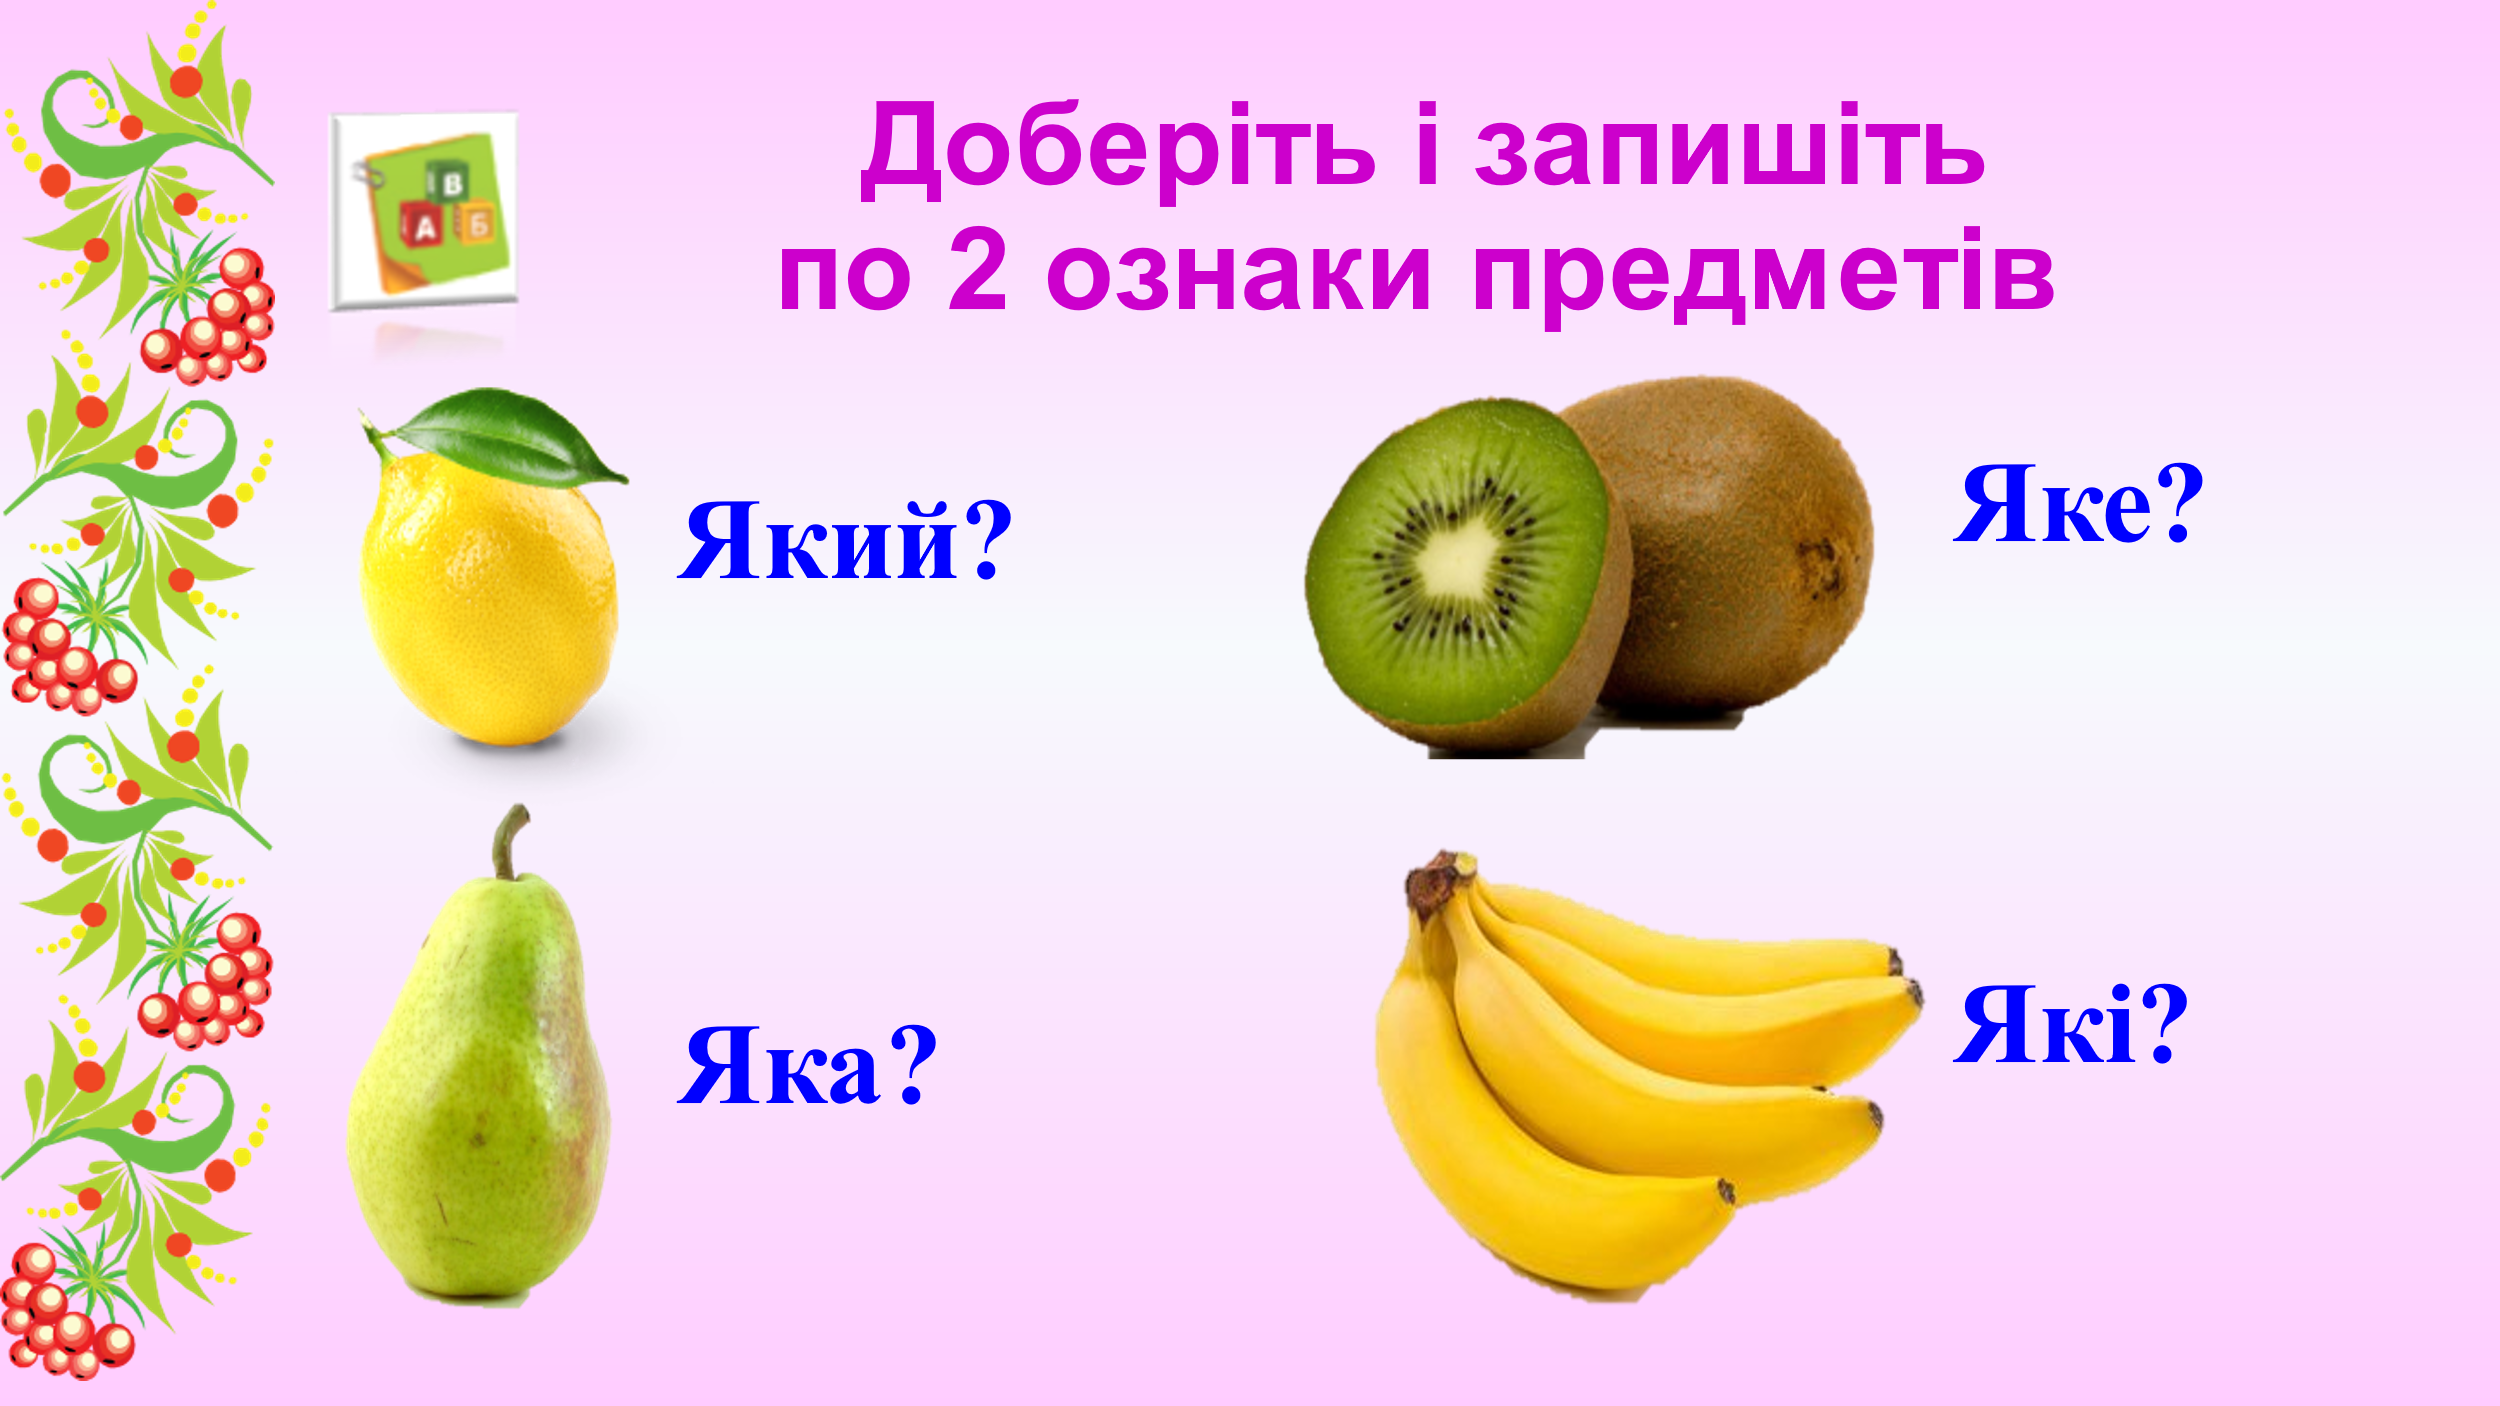 Доберіть і запишіть
по 2 ознаки предметів
В
А Б
Який?
Яке?
Яка?
Які?